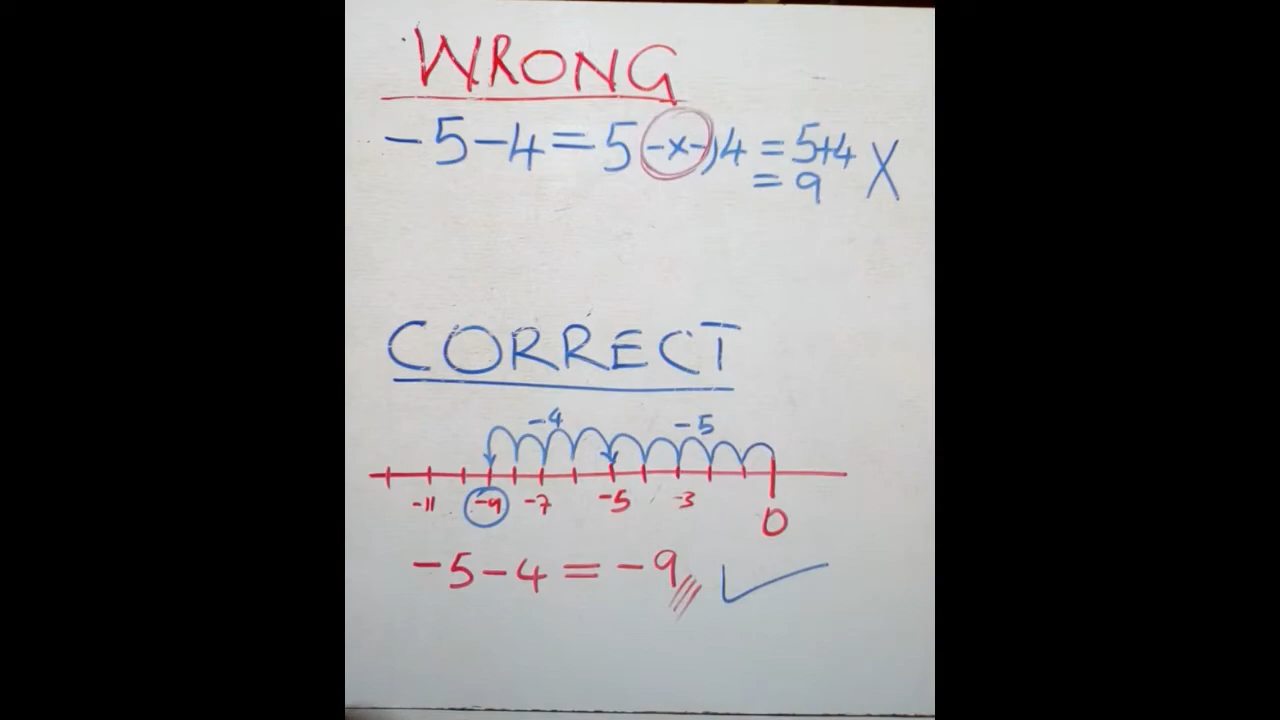 WRONG
-5-4=5(-x-)4 = 5+4 X
= 9
CORRECT
-4 -5
-11 -9 -7 -5 -3 0
-5-4=-9